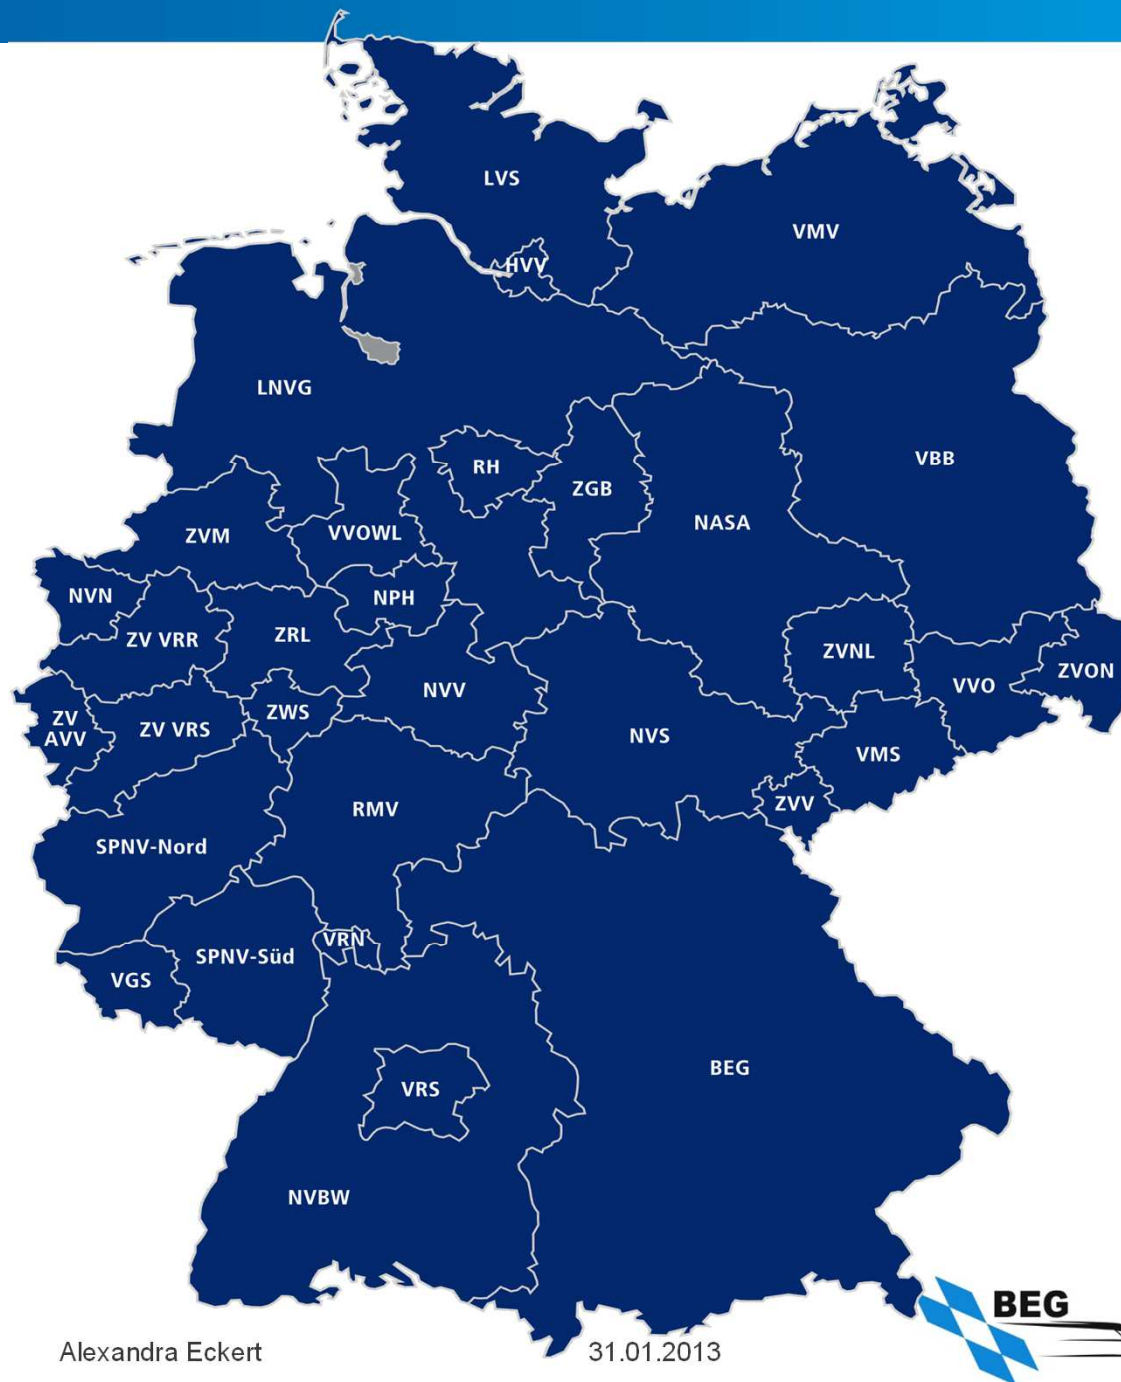 LVS
VMV
HVV
LNVG
VBB
RH
ZGB
NASA
ZVM
VVOWL
NVN
NPH
ZV VRR
ZRL
ZVNL
ZVON
VVO
NVV
ZV
AVV
ZV VRS
ZWS
NVS
VMS
ZVV
RMV
SPNV-Nord
VRN
SPNV-Süd
VGS
BEG
VRS
NVBW
BEG
Alexandra Eckert
31.01.2013